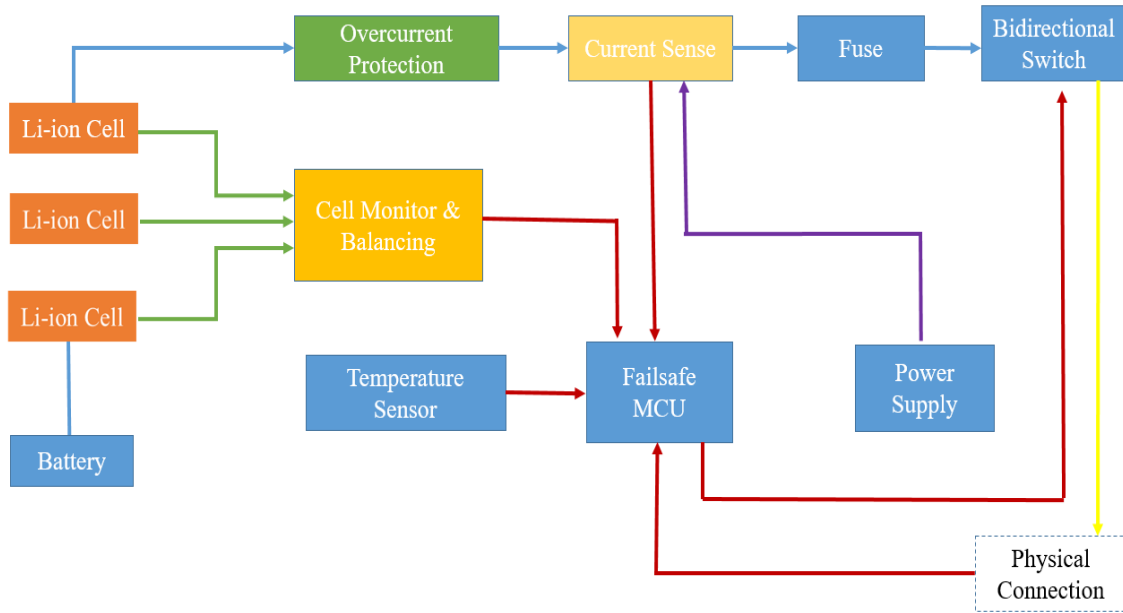 Overcurrent
Protection
Current Sense
Fuse
Bidirectional
Switch
Li-ion Cell
Li-ion Cell
Cell Monitor &
Balancing
Li-ion Cell
Temperature
Sensor
Failsafe
MCU
Power
Supply
Battery
Physical
Connection